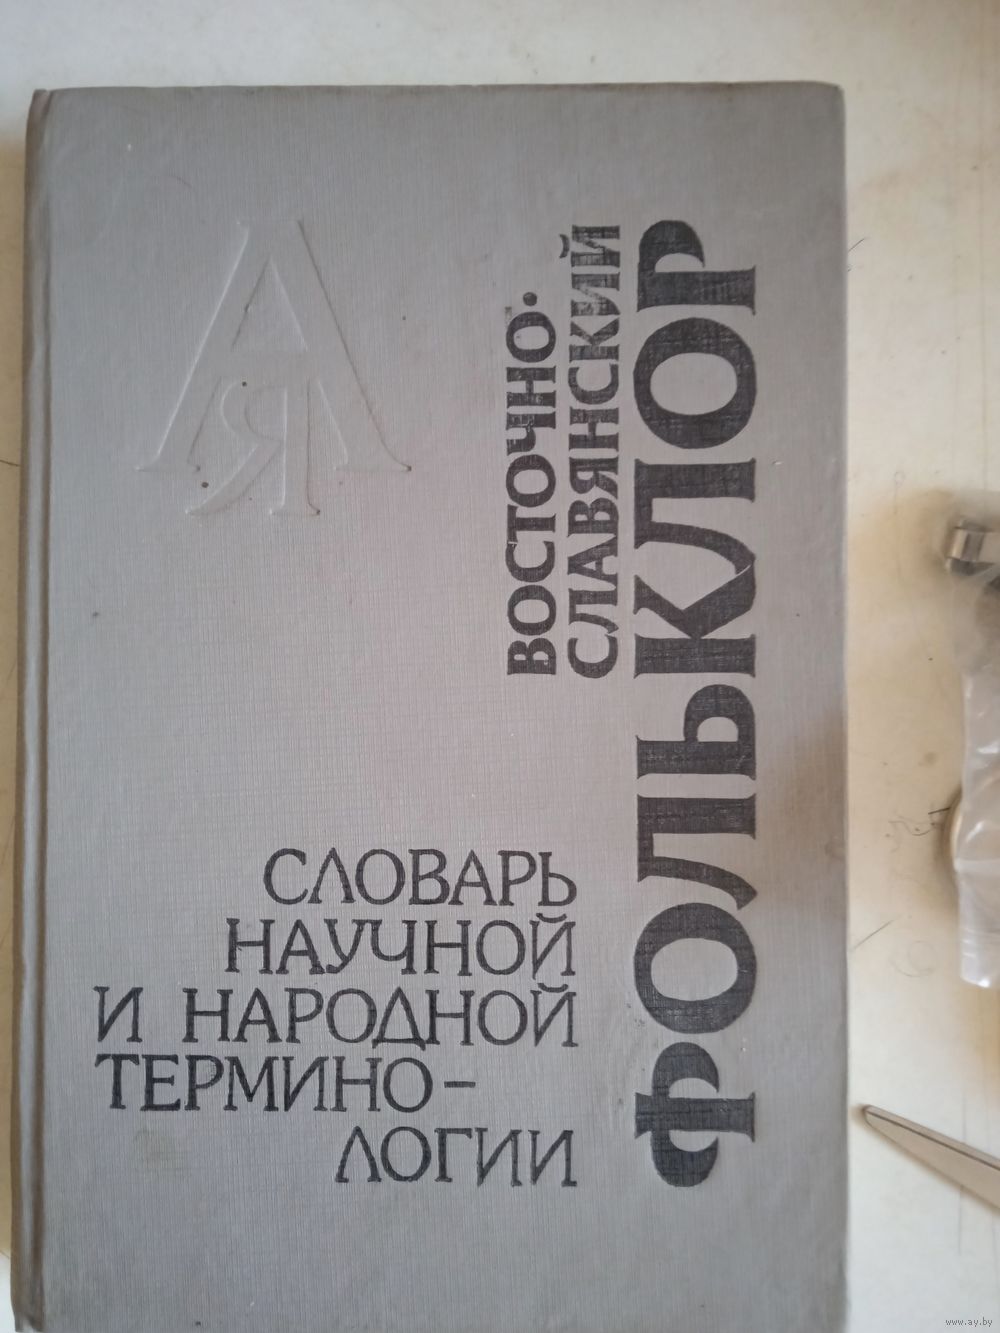 А
Я
ВОСТОЧНО-
СЛАВЯНСКИЙ
ФОЛЬКЛОР
СЛОВАРЬ
НАУЧНОЙ
И НАРОДНОЙ
ТЕРМИНО-
ЛОГИИ
www.ay.by